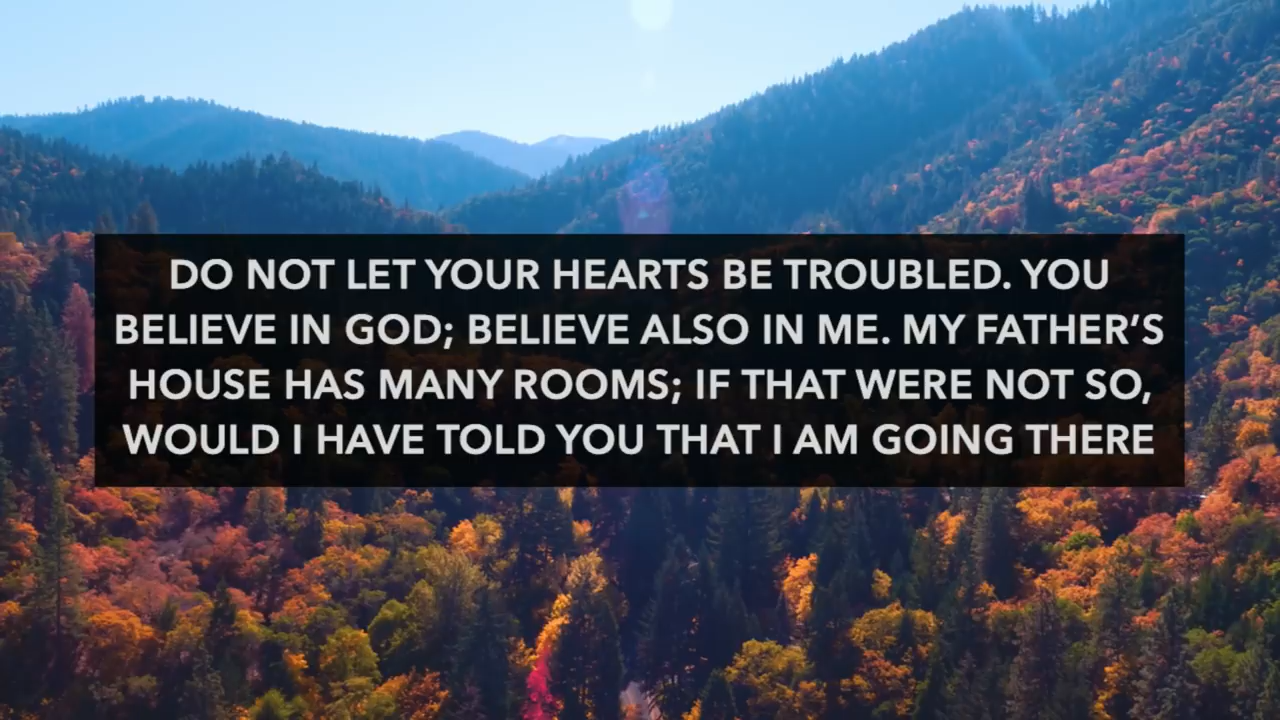 DO NOT LET YOUR HEARTS BE TROUBLED. YOU
BELIEVE IN GOD; BELIEVE ALSO IN ME. MY FATHER’S
HOUSE HAS MANY ROOMS; IF THAT WERE NOT SO,
WOULD I HAVE TOLD YOU THAT I AM GOING THERE